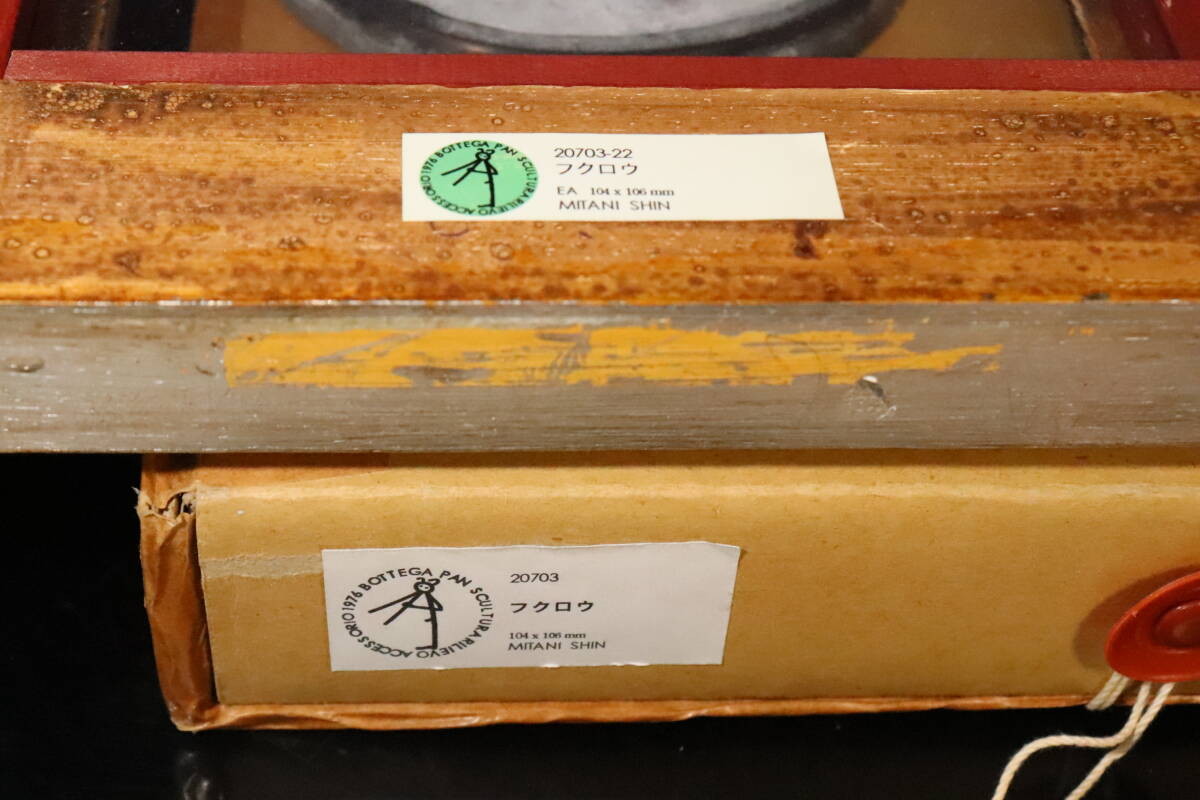 1976 BOTTEGA PAN SCULTURA RILIEVO ACCESSORIO
20703-22
フクロウ
EA 104 x 106 mm
MITANI SHIN
1976 BOTTEGA PAN SCULTURA RILIEVO ACCESSORIO
20703
フクロウ
104 x 106 mm
MITANI SHIN